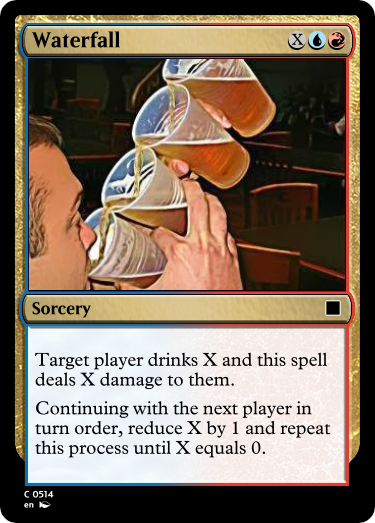 Waterfall X
Sorcery
Target player drinks X and this spell
deals X damage to them.
Continuing with the next player in
turn order, reduce X by 1 and repeat
this process until X equals 0.
C 0514
en